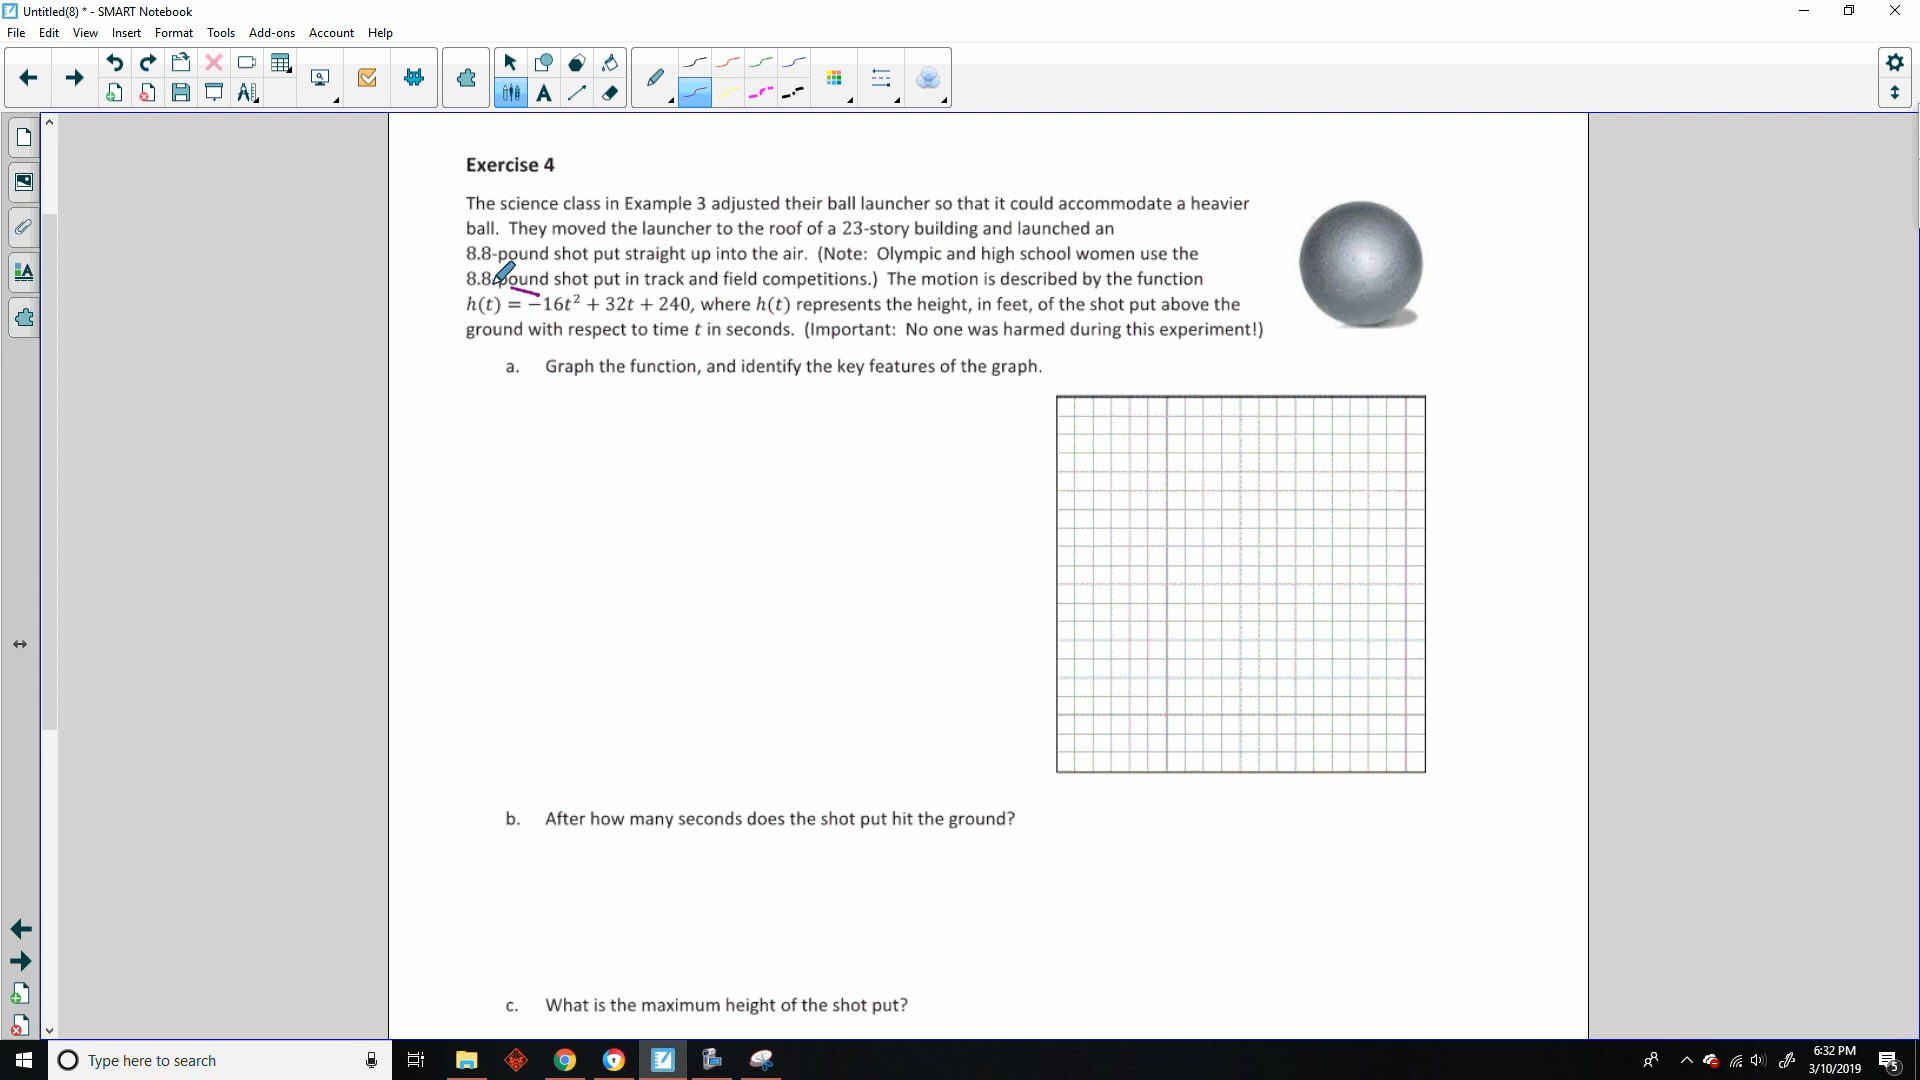 Untitled(8) * - SMART Notebook
File Edit View Insert Format Tools Add-ons Account Help
Exercise 4
The science class in Example 3 adjusted their ball launcher so that it could accommodate a heavier
ball. They moved the launcher to the roof of a 23-story building and launched an
8.8-pound shot put straight up into the air. (Note: Olympic and high school women use the
8.8-pound shot put in track and field competitions.) The motion is described by the function
h(t) = −16t² + 32t + 240, where h(t) represents the height, in feet, of the shot put above the
ground with respect to time t in seconds. (Important: No one was harmed during this experiment!)
a. Graph the function, and identify the key features of the graph.
b. After how many seconds does the shot put hit the ground?
c. What is the maximum height of the shot put?
Type here to search
6:32 PM
3/10/2019
5